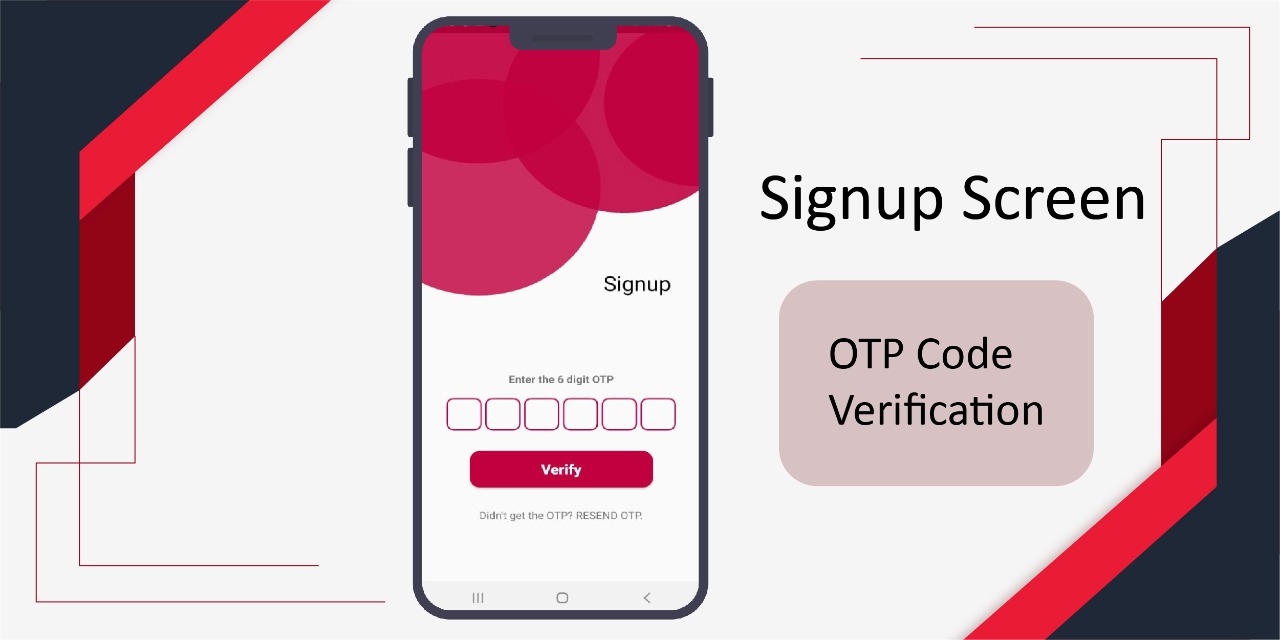 Signup Screen
Signup
Enter the 6 digit OTP
Verify
Didn't get the OTP? RESEND OTP.
OTP Code
Verification